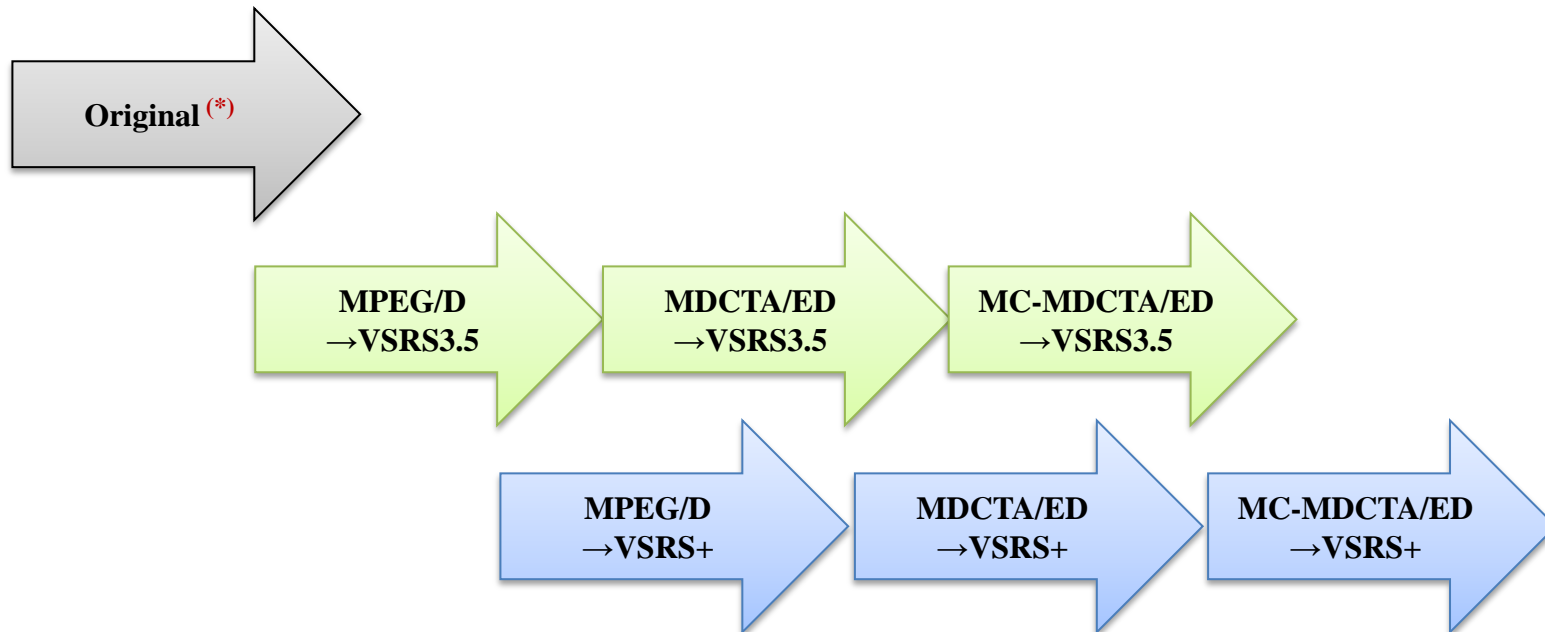 Original (*)
MPEG/D
→VSRS3.5
MDCTA/ED
→VSRS3.5
MC-MDCTA/ED
→VSRS3.5
MPEG/D
→VSRS+
MDCTA/ED
→VSRS+
MC-MDCTA/ED
→VSRS+